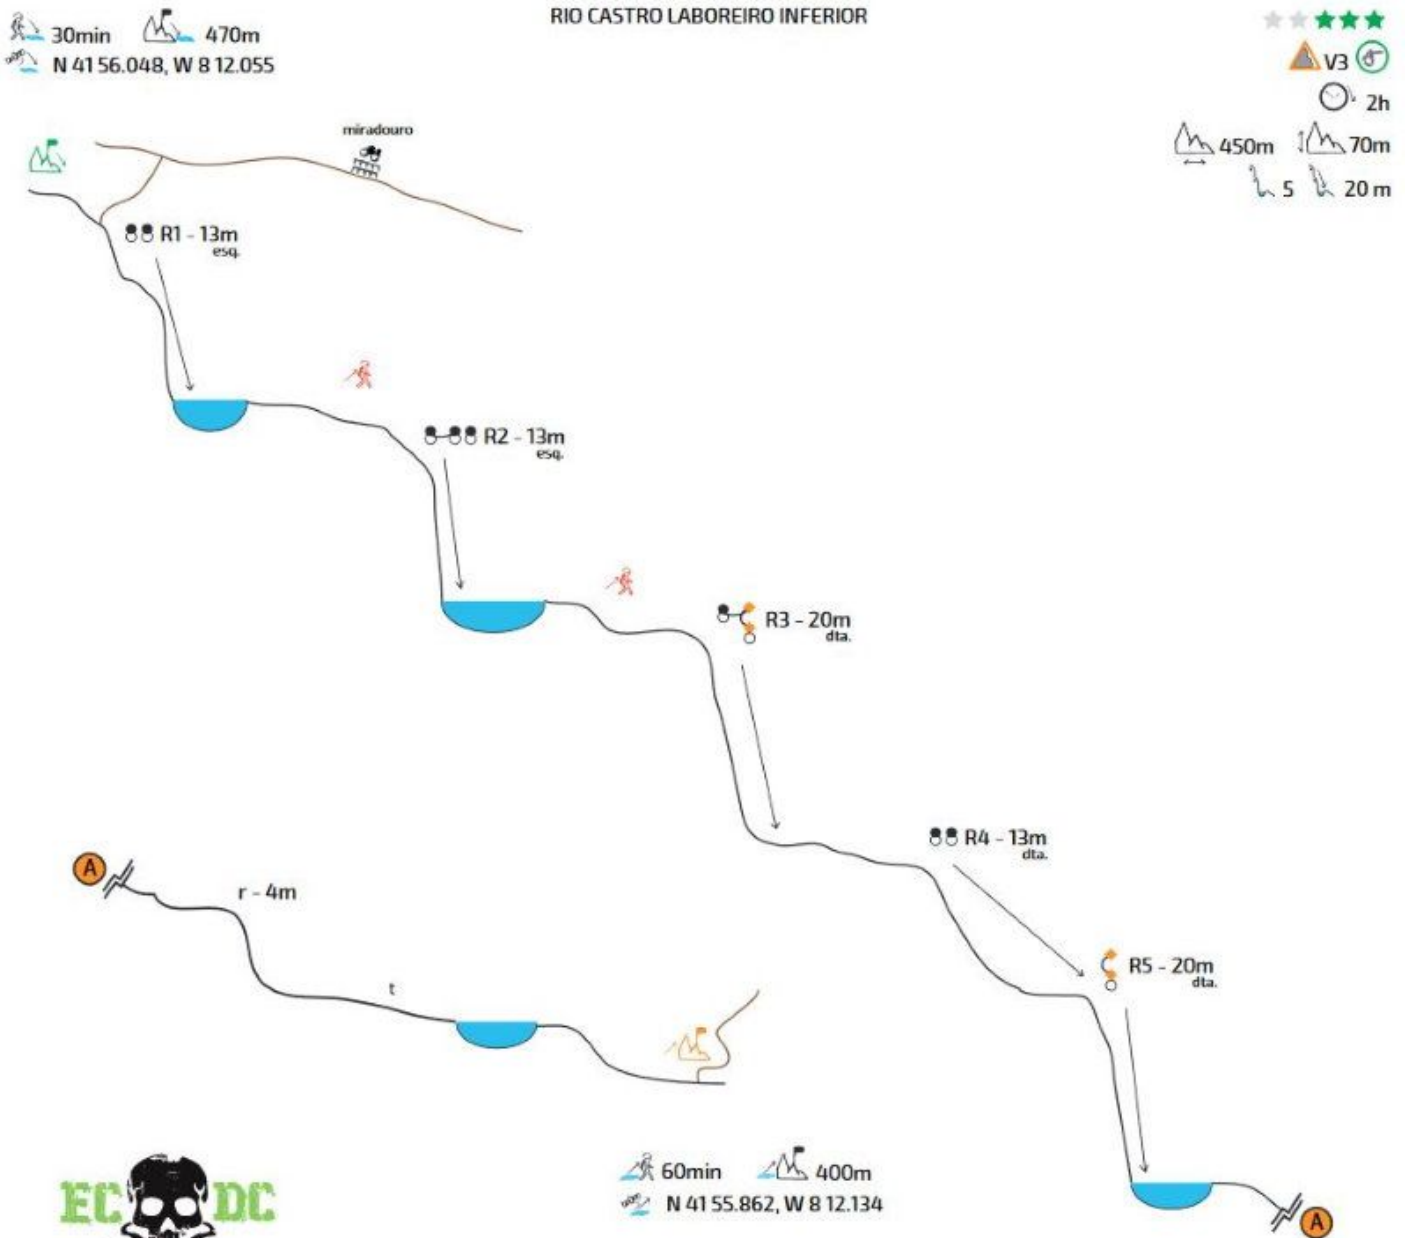 RIO CASTRO LABOREIRO INFERIOR
30min 470m
N 41 56.048, W 8 12.055
V3
2h
450m 70m
5 20 m
miradouro
R1 - 13m
esq.
R2 - 13m
esq.
R3 - 20m
dta.
R4 - 13m
dta.
R5 - 20m
dta.
A
r - 4m
t
60min 400m
N 41 55.862, W 8 12.134
A
EC DC